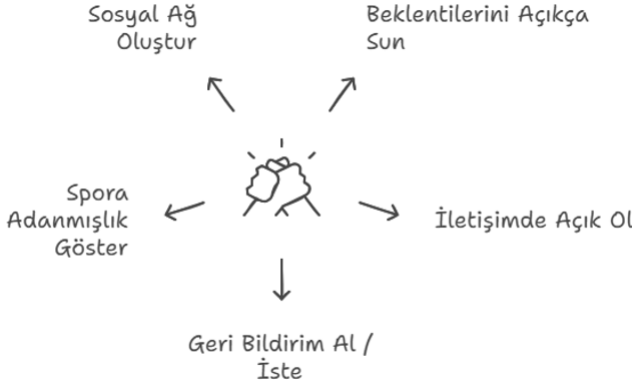 Sosyal Ağ
Oluştur
Beklentilerini Açıkça
Sun
Spora
Adanmışlık
Göster
İletişimde Açık Ol
Geri Bildirim Al /
İste